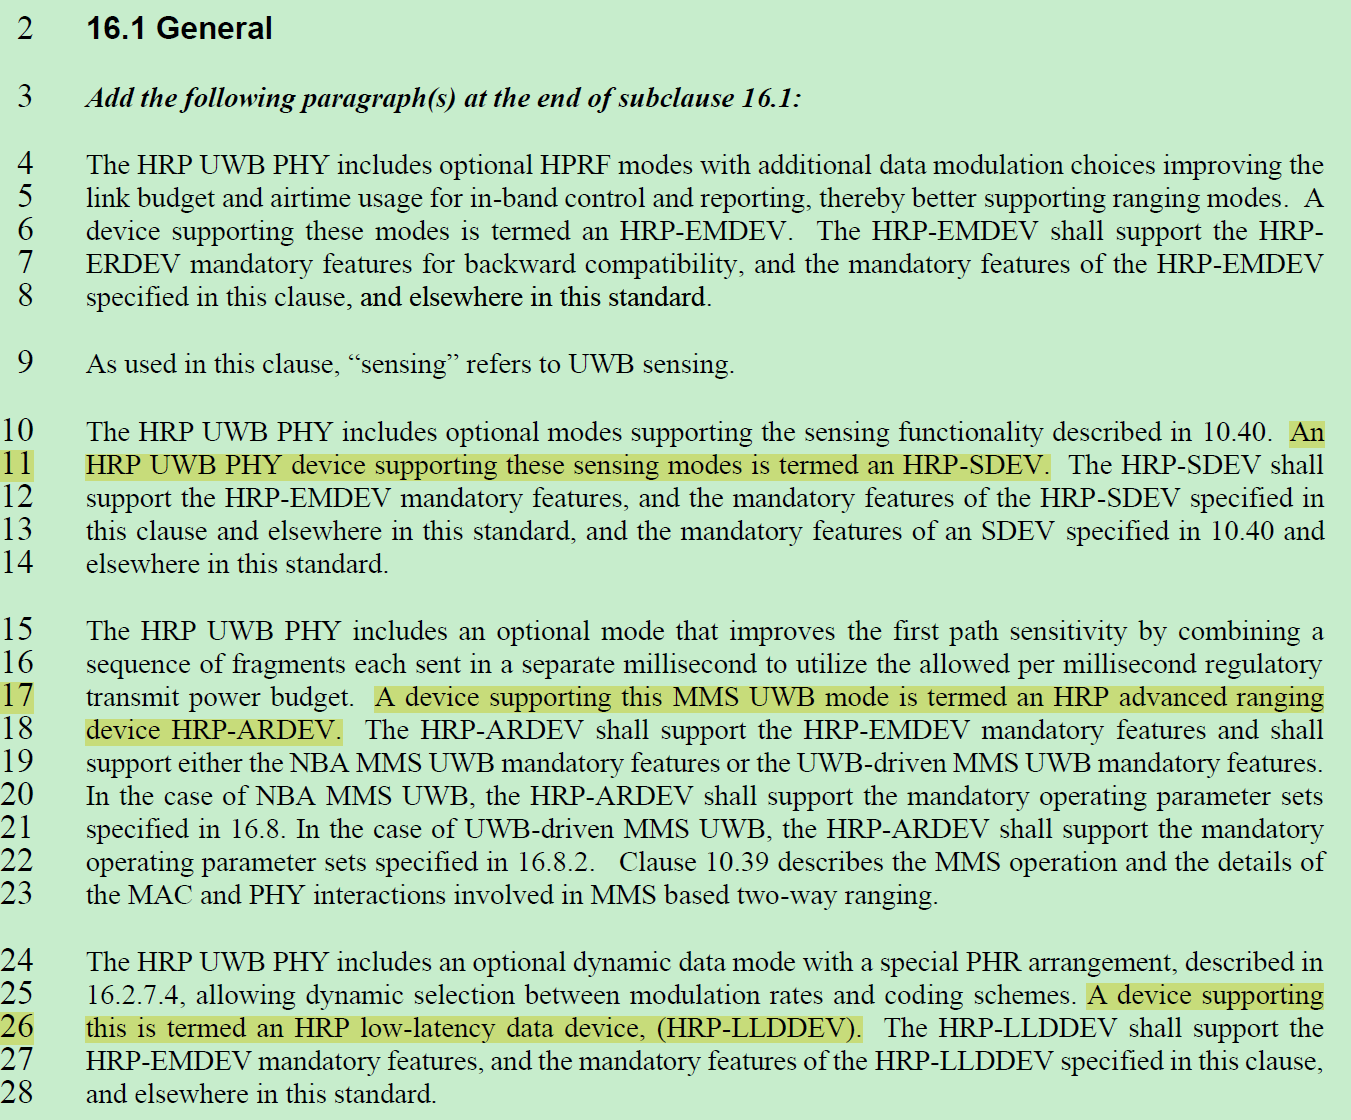 2 16.1 General
3 Add the following paragraph(s) at the end of subclause 16.1:
4 The HRP UWB PHY includes optional HPRF modes with additional data modulation choices improving the
5 link budget and airtime usage for in-band control and reporting, thereby better supporting ranging modes. A
6 device supporting these modes is termed an HRP-EMDEV. The HRP-EMDEV shall support the HRP-
7 ERDEV mandatory features for backward compatibility, and the mandatory features of the HRP-EMDEV
8 specified in this clause, and elsewhere in this standard.
9 As used in this clause, “sensing” refers to UWB sensing.
10 The HRP UWB PHY includes optional modes supporting the sensing functionality described in 10.40. An
11 HRP UWB PHY device supporting these sensing modes is termed an HRP-SDEV. The HRP-SDEV shall
12 support the HRP-EMDEV mandatory features, and the mandatory features of the HRP-SDEV specified in
13 this clause and elsewhere in this standard, and the mandatory features of an SDEV specified in 10.40 and
14 elsewhere in this standard.
15 The HRP UWB PHY includes an optional mode that improves the first path sensitivity by combining a
16 sequence of fragments each sent in a separate millisecond to utilize the allowed per millisecond regulatory
17 transmit power budget. A device supporting this MMS UWB mode is termed an HRP advanced ranging
18 device HRP-ARDEV. The HRP-ARDEV shall support the HRP-EMDEV mandatory features and shall
19 support either the NBA MMS UWB mandatory features or the UWB-driven MMS UWB mandatory features.
20 In the case of NBA MMS UWB, the HRP-ARDEV shall support the mandatory operating parameter sets
21 specified in 16.8. In the case of UWB-driven MMS UWB, the HRP-ARDEV shall support the mandatory
22 operating parameter sets specified in 16.8.2. Clause 10.39 describes the MMS operation and the details of
23 the MAC and PHY interactions involved in MMS based two-way ranging.
24 The HRP UWB PHY includes an optional dynamic data mode with a special PHR arrangement, described in
25 16.2.7.4, allowing dynamic selection between modulation rates and coding schemes. A device supporting
26 this is termed an HRP low-latency data device, (HRP-LLDDEV). The HRP-LLDDEV shall support the
27 HRP-EMDEV mandatory features, and the mandatory features of the HRP-LLDDEV specified in this clause,
28 and elsewhere in this standard.